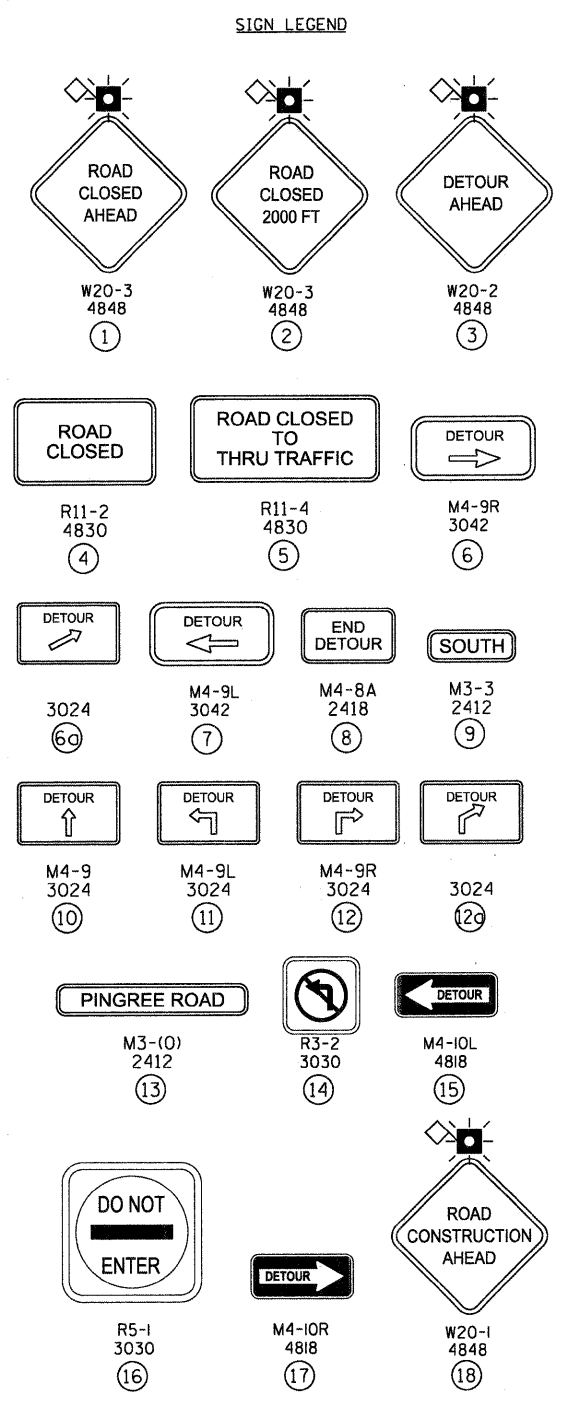 SIGN LEGEND
ROAD
CLOSED
AHEAD
W20-3
4848
1
ROAD
CLOSED
2000 FT
W20-3
4848
2
DETOUR
AHEAD
W20-2
4848
3
ROAD
CLOSED
R11-2
4830
4
ROAD CLOSED
TO
THRU TRAFFIC
R11-4
4830
5
DETOUR
M4-9R
3042
6
DETOUR
3024
6a
DETOUR
M4-9L
3042
7
END
DETOUR
M4-8A
2418
8
SOUTH
M3-3
2412
9
DETOUR
M4-9
3024
10
DETOUR
M4-9L
3024
11
DETOUR
M4-9R
3024
12
DETOUR
3024
12a
PINGREE ROAD
M3-(O)
2412
13
R3-2
3030
14
DETOUR
M4-10L
4818
15
DO NOT
ENTER
R5-1
3030
16
DETOUR
M4-10R
4818
17
ROAD
CONSTRUCTION
AHEAD
W20-1
4848
18